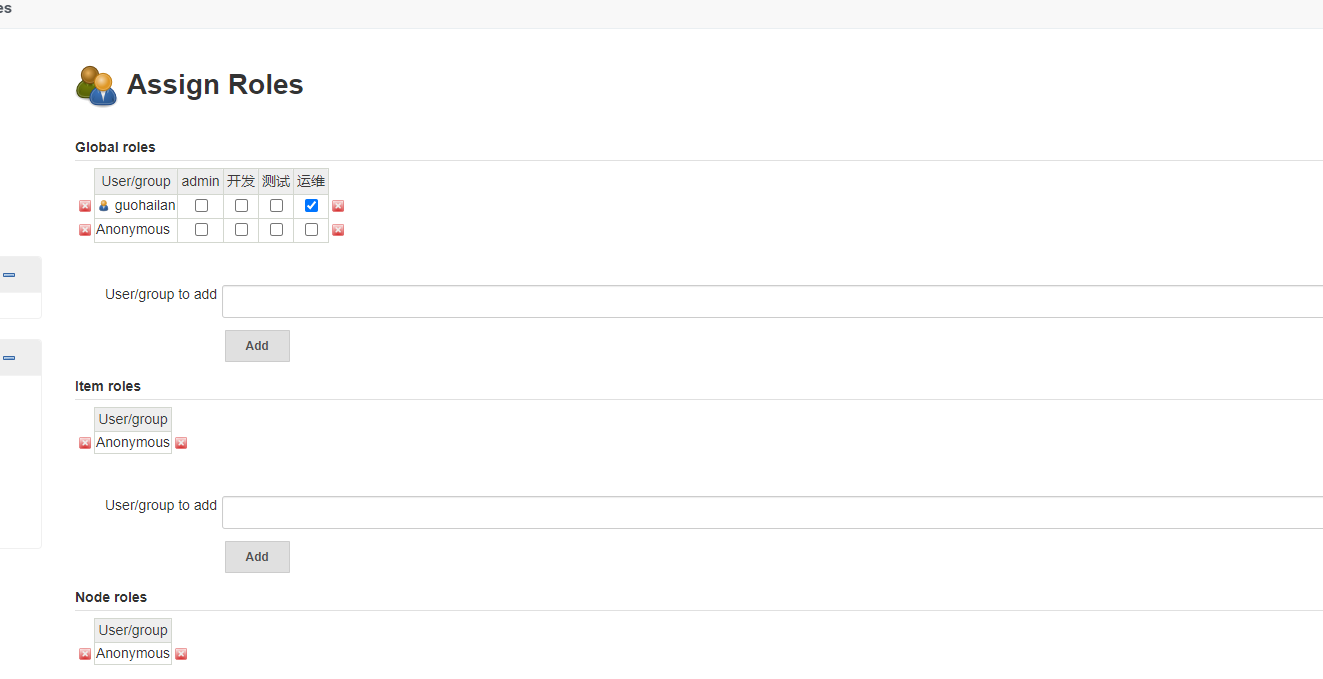 es
Assign Roles
Global roles
User/group admin 开发 测试 运维
guohailan
Anonymous
User/group to add
Add
Item roles
User/group
Anonymous
User/group to add
Add
Node roles
User/group
Anonymous